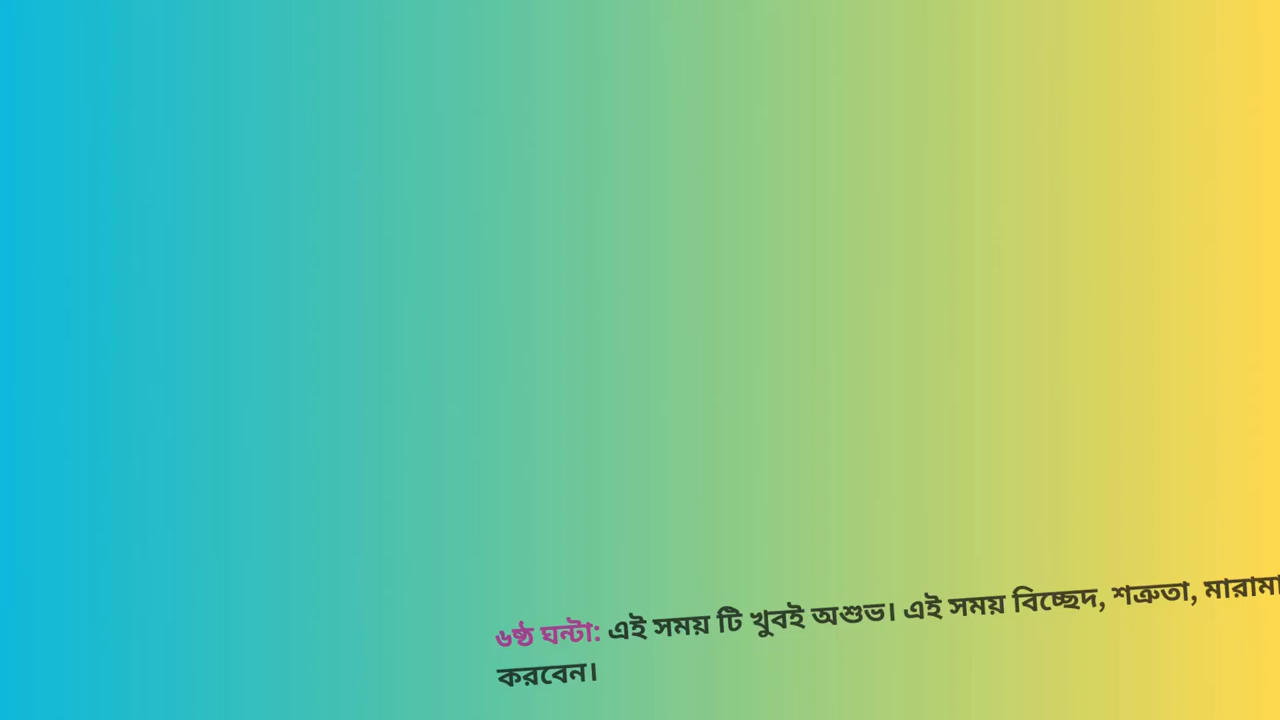 ৬ষ্ঠ ঘন্টা: এই সময় টি খুবই অশুভ। এই সময় বিচ্ছেদ, শত্রুতা,
করবেন।